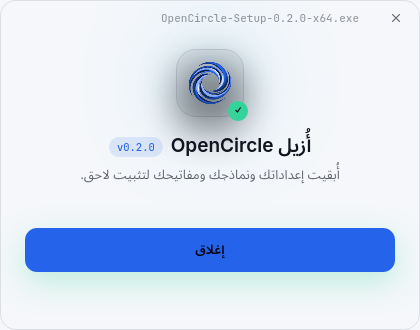 OpenCircle-Setup-0.2.0-x64.exe
أُزيل OpenCircle v0.2.0
أُبقيت إعداداتك ونماذجك ومفاتيحك لتثبيت لاحق.
إغلاق